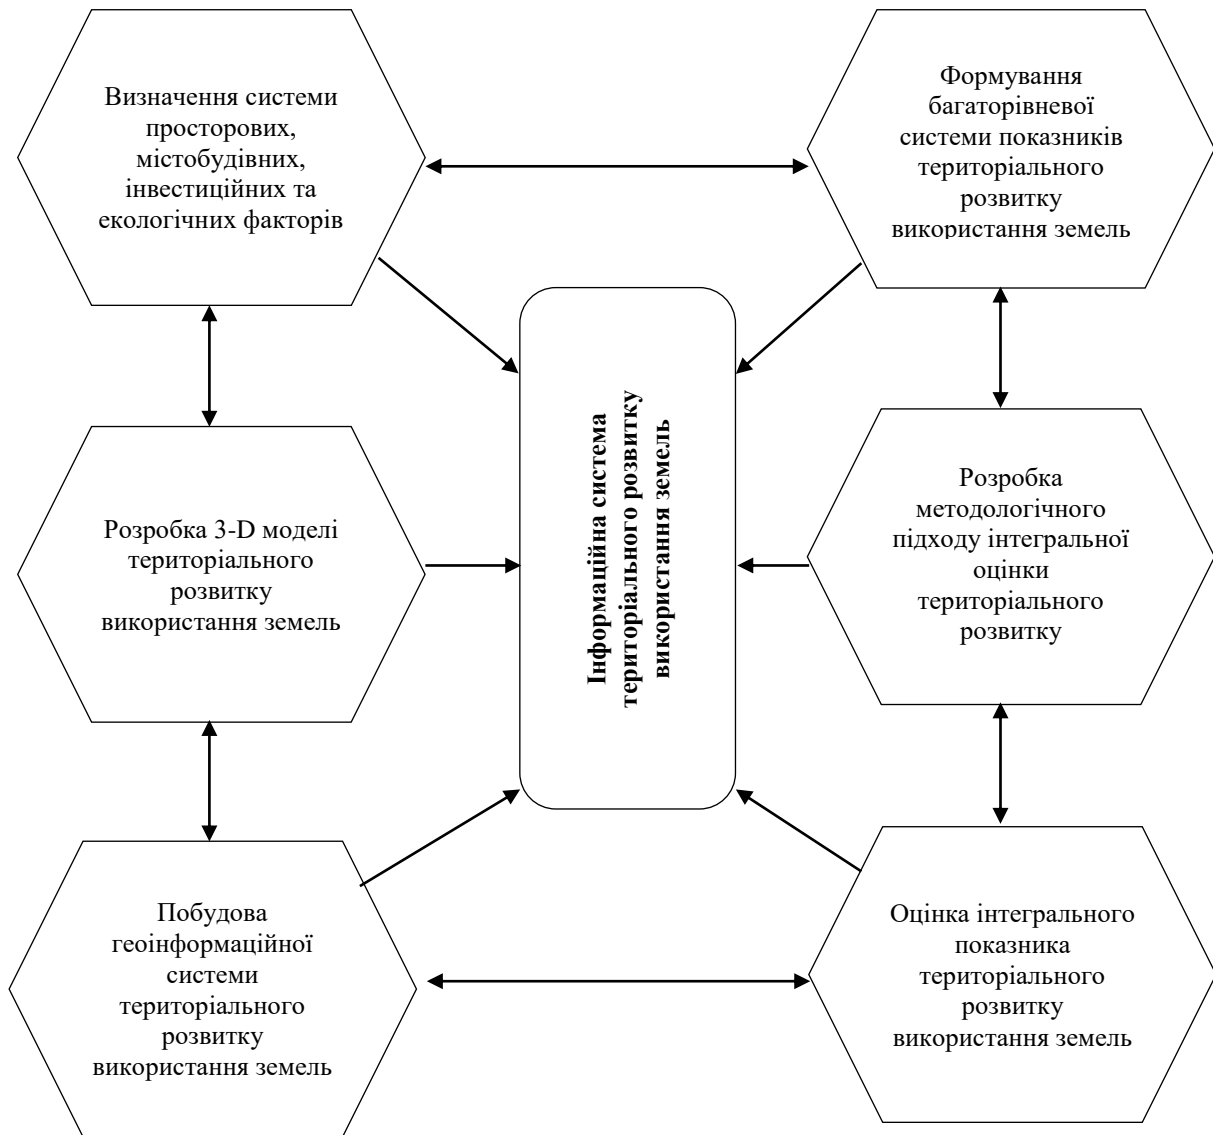 Визначення системи
просторових,
містобудівних,
інвестиційних та
екологічних факторів
Формування
багаторівневої
системи показників
територіального
розвитку
використання земель
Інформаційна система
територіального розвитку
використання земель
Розробка 3-D моделі
територіального
розвитку
використання земель
Розробка
методологічного
підходу інтегральної
оцінки
територіального
розвитку
Побудова
геоінформаційної
системи
територіального
розвитку
використання земель
Оцінка інтегрального
показника
територіального
розвитку
використання земель